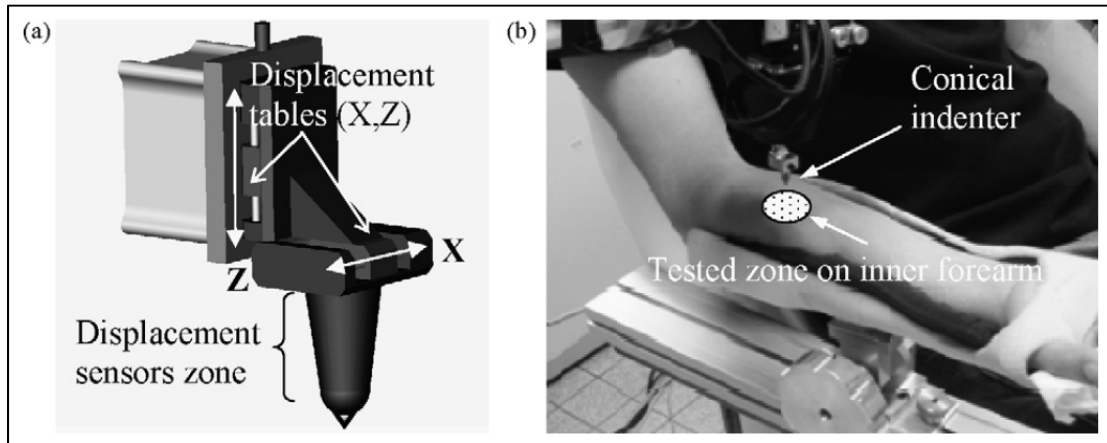 (a)
Displacement
tables (X,Z)
X
Z
Displacement
sensors zone
(b)
Conical
indenter
Tested zone on inner forearm